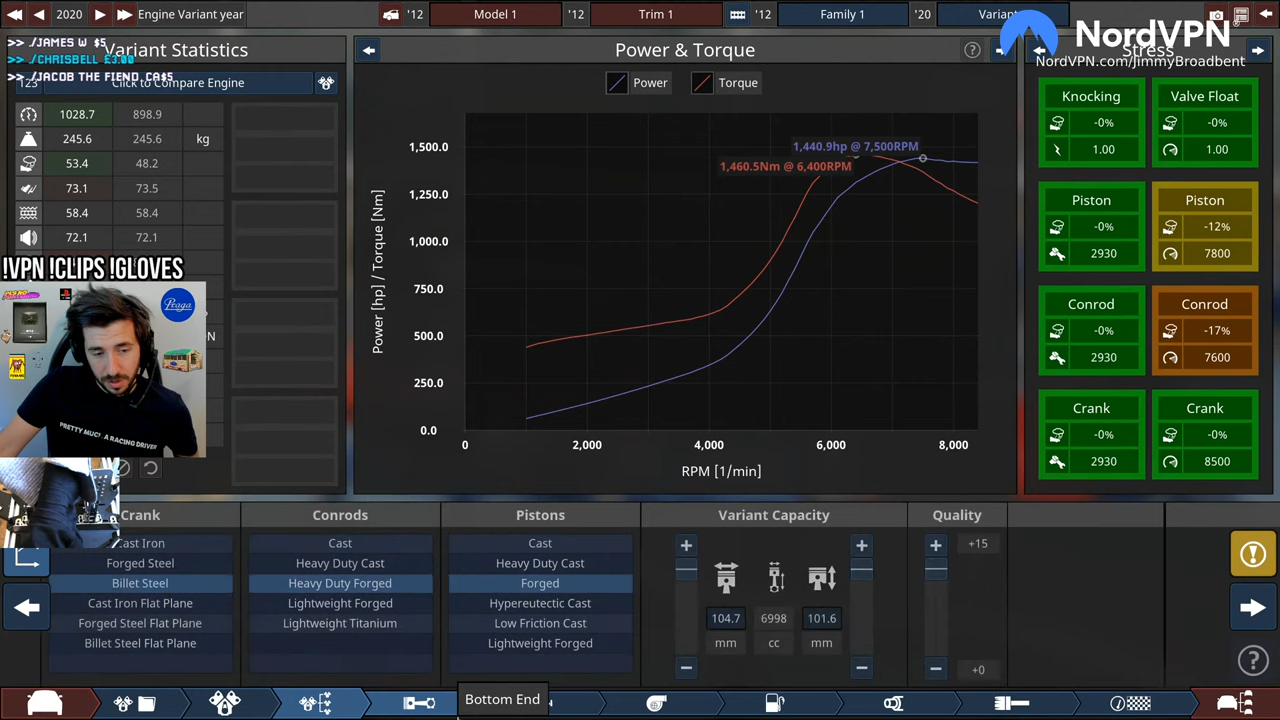 2020 Engine Variant year '12 Model 1 '12 Trim 1 '12 Family 1 '20 Variant
NordVPN
NordVPN.com/JimmyBroadbent
>> ./JAMES W $5
>> ./CHRISBELL £3.00
>> ./JACOB THE FIEND CA$5
Variant Statistics
123 Click to Compare Engine
1028.7 898.9
245.6 245.6 kg
53.4 48.2
73.1 73.5
58.4 58.4
72.1 72.1
!VPN !CLIPS !GLOVES
Praga
PRETTY MUCH A RACING DRIVER
Power & Torque
Power Torque
1,440.9hp @ 7,500RPM
1,460.5Nm @ 6,400RPM
Power [hp] / Torque [Nm]
1,500.0
1,250.0
1,000.0
750.0
500.0
250.0
0.0
0 2,000 4,000 6,000 8,000
RPM [1/min]
Stress
Knocking Valve Float
-0% -0%
1.00 1.00
Piston Piston
-0% -12%
2930 7800
Conrod Conrod
-0% -17%
2930 7600
Crank Crank
-0% -0%
2930 8500
Crank
Cast Iron
Forged Steel
Billet Steel
Cast Iron Flat Plane
Forged Steel Flat Plane
Billet Steel Flat Plane
Conrods
Cast
Heavy Duty Cast
Heavy Duty Forged
Lightweight Forged
Lightweight Titanium
Pistons
Cast
Heavy Duty Cast
Forged
Hypereutectic Cast
Low Friction Cast
Lightweight Forged
Variant Capacity
104.7 6998 101.6
mm cc mm
Quality
+15
+0
Bottom End